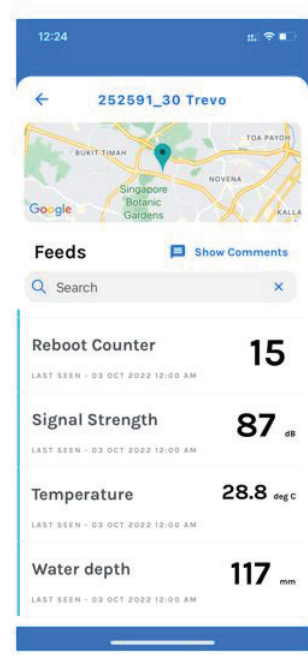 12:24
252591_30 Trevo
TOA PAYOH
BUKIT TIMAH
NOVENA
Singapore
Botanic
Gardens
Google
KALLA
Feeds
Show Comments
Search
Reboot Counter
15
LAST SEEN - 03 OCT 2022 12:00 AM
Signal Strength
87 dB
LAST SEEN - 03 OCT 2022 12:00 AM
Temperature
28.8 deg C
LAST SEEN - 03 OCT 2022 12:00 AM
Water depth
117 mm
LAST SEEN - 03 OCT 2022 12:00 AM